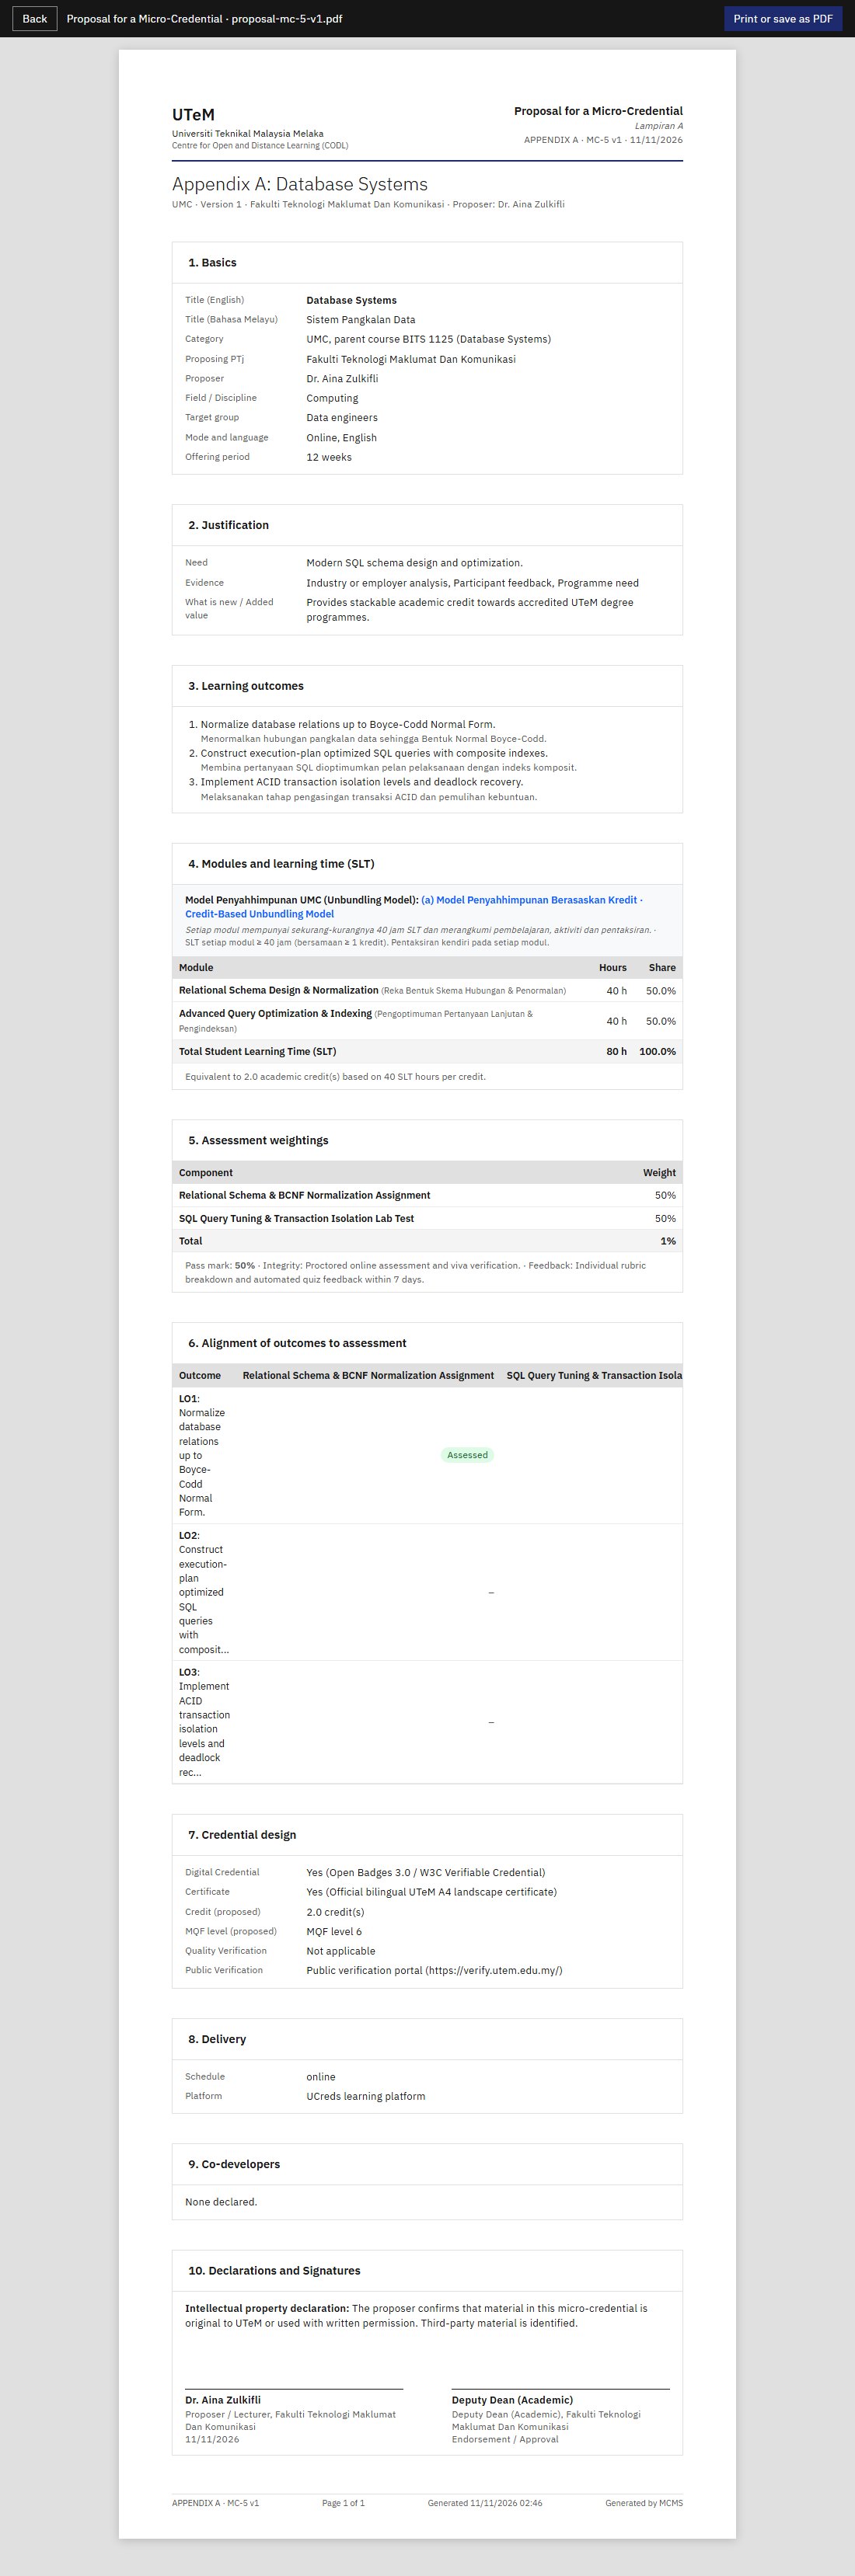 Back Proposal for a Micro-Credential · proposal-mc-5-v1.pdf Print or save as PDF
UTeM Proposal for a Micro-Credential
Universiti Teknikal Malaysia Melaka Lampiran A
Centre for Open and Distance Learning (CODL) APPENDIX A · MC-5 v1 · 11/11/2026
Appendix A: Database Systems
UMC · Version 1 · Fakulti Teknologi Maklumat Dan Komunikasi · Proposer: Dr. Aina Zulkifli
1. Basics
Title (English) Database Systems
Title (Bahasa Melayu) Sistem Pangkalan Data
Category UMC, parent course BITS 1125 (Database Systems)
Proposing PTj Fakulti Teknologi Maklumat Dan Komunikasi
Proposer Dr. Aina Zulkifli
Field / Discipline Computing
Target group Data engineers
Mode and language Online, English
Offering period 12 weeks
2. Justification
Need Modern SQL schema design and optimization.
Evidence Industry or employer analysis, Participant feedback, Programme need
What is new / Added value Provides stackable academic credit towards accredited UTeM degree
programmes.
3. Learning outcomes
1. Normalize database relations up to Boyce-Codd Normal Form.
Menormalkan hubungan pangkalan data sehingga Bentuk Normal Boyce-Codd.
2. Construct execution-plan optimized SQL queries with composite indexes.
Membina pertanyaan SQL dioptimumkan pelan pelaksanaan dengan indeks komposit.
3. Implement ACID transaction isolation levels and deadlock recovery.
Melaksanakan tahap pengasingan transaksi ACID dan pemulihan kebuntuan.
4. Modules and learning time (SLT)
Model Penyahhimpunan UMC (Unbundling Model): (a) Model Penyahhimpunan Berasaskan Kredit ·
Credit-Based Unbundling Model
Setiap modul mempunyai sekurang-kurangnya 40 jam SLT dan merangkumi pembelajaran, aktiviti dan pentaksiran. ·
SLT setiap modul ≥ 40 jam (bersamaan ≥ 1 kredit). Pentaksiran kendiri pada setiap modul.
Module Hours Share
Relational Schema Design & Normalization (Reka Bentuk Skema Hubungan & Penormalan) 40 h 50.0%
Advanced Query Optimization & Indexing (Pengoptimuman Pertanyaan Lanjutan &
Pengindeksan) 40 h 50.0%
Total Student Learning Time (SLT) 80 h 100.0%
Equivalent to 2.0 academic credit(s) based on 40 SLT hours per credit.
5. Assessment weightings
Component Weight
Relational Schema & BCNF Normalization Assignment 50%
SQL Query Tuning & Transaction Isolation Lab Test 50%
Total 1%
Pass mark: 50% · Integrity: Proctored online assessment and viva verification. · Feedback: Individual rubric
breakdown and automated quiz feedback within 7 days.
6. Alignment of outcomes to assessment
Outcome Relational Schema & BCNF Normalization Assignment SQL Query Tuning & Transaction Isola
LO1:
Normalize
database
relations
up to
Boyce-
Codd
Normal
Form.
Assessed
LO2:
Construct
execution-
plan
optimized
SQL
queries
with
composit...
–
LO3:
Implement
ACID
transaction
isolation
levels and
deadlock
rec...
–
7. Credential design
Digital Credential Yes (Open Badges 3.0 / W3C Verifiable Credential)
Certificate Yes (Official bilingual UTeM A4 landscape certificate)
Credit (proposed) 2.0 credit(s)
MQF level (proposed) MQF level 6
Quality Verification Not applicable
Public Verification Public verification portal (https://verify.utem.edu.my/)
8. Delivery
Schedule online
Platform UCreds learning platform
9. Co-developers
None declared.
10. Declarations and Signatures
Intellectual property declaration: The proposer confirms that material in this micro-credential is
original to UTeM or used with written permission. Third-party material is identified.
Dr. Aina Zulkifli
Proposer / Lecturer, Fakulti Teknologi Maklumat
Dan Komunikasi
11/11/2026
Deputy Dean (Academic)
Deputy Dean (Academic), Fakulti Teknologi
Maklumat Dan Komunikasi
Endorsement / Approval
APPENDIX A · MC-5 v1 Page 1 of 1 Generated 11/11/2026 02:46 Generated by MCMS